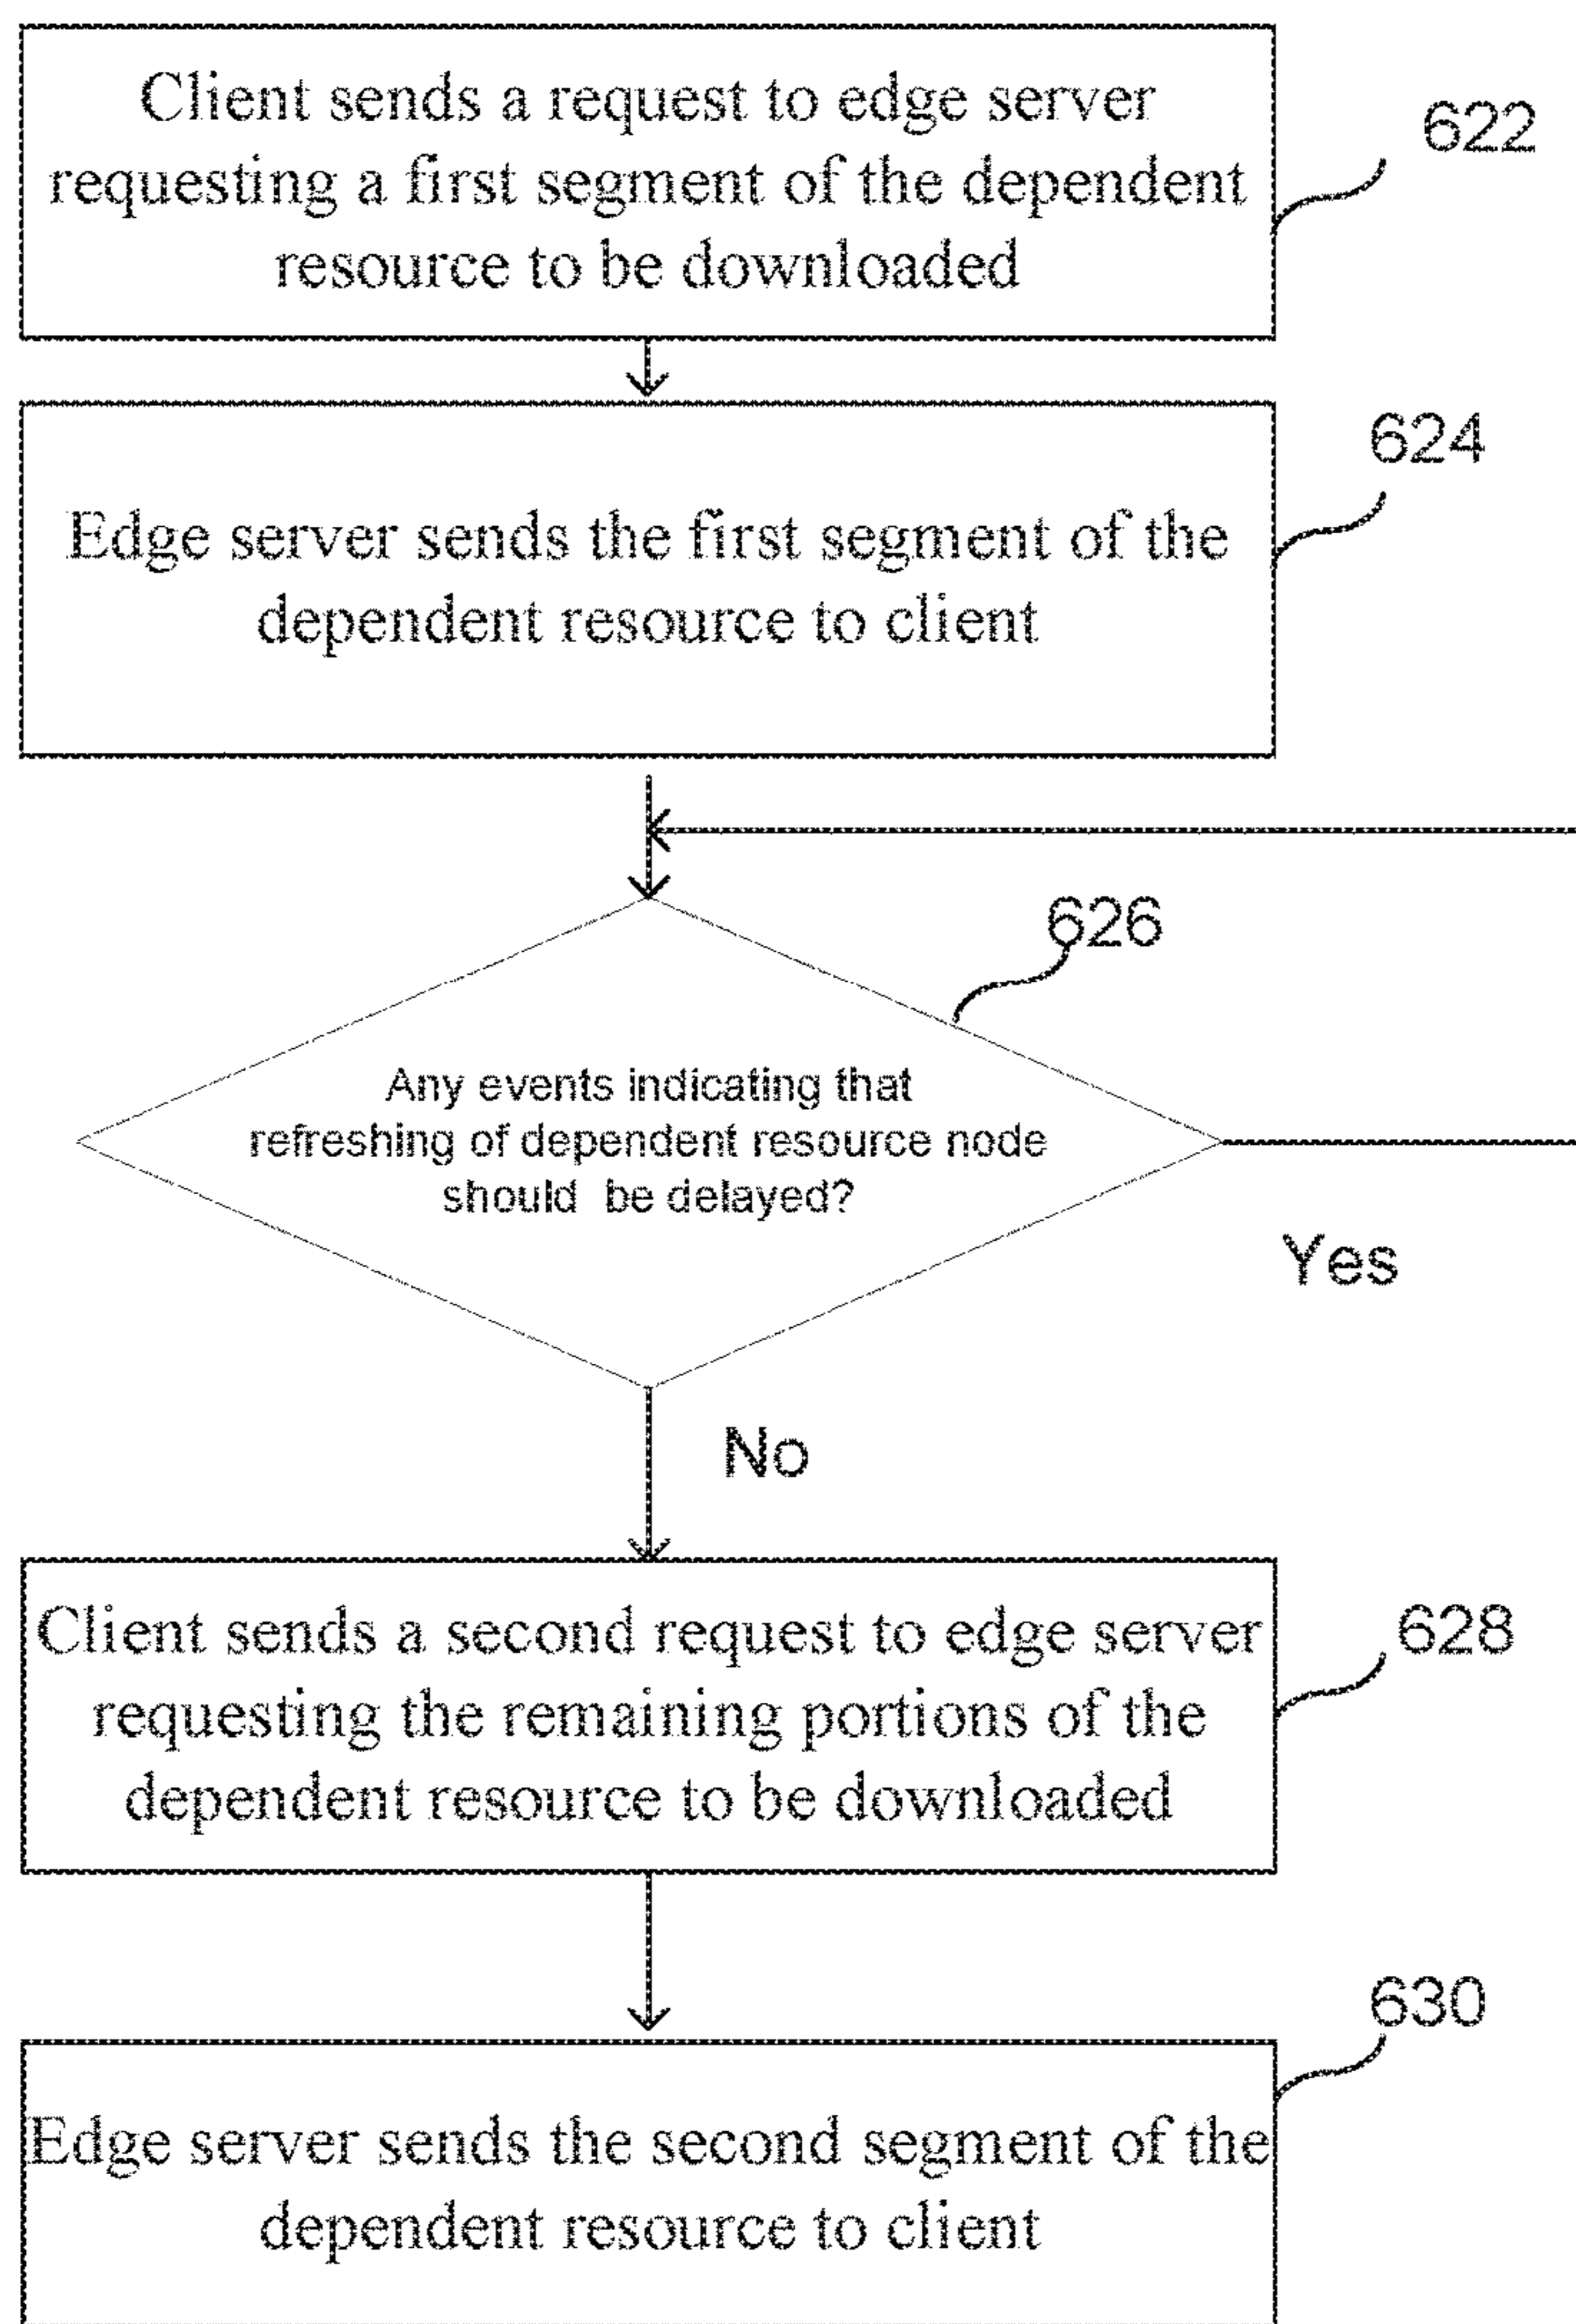 Client sends a request to edge server
requesting a first segment of the dependent
resource to be downloaded
622
Edge server sends the first segment of the
dependent resource to client
624
626
Any events indicating that
refreshing of dependent resource node
should be delayed?
Yes
No
Client sends a second request to edge server
requesting the remaining portions of the
dependent resource to be downloaded
628
630
Edge server sends the second segment of the
dependent resource to client